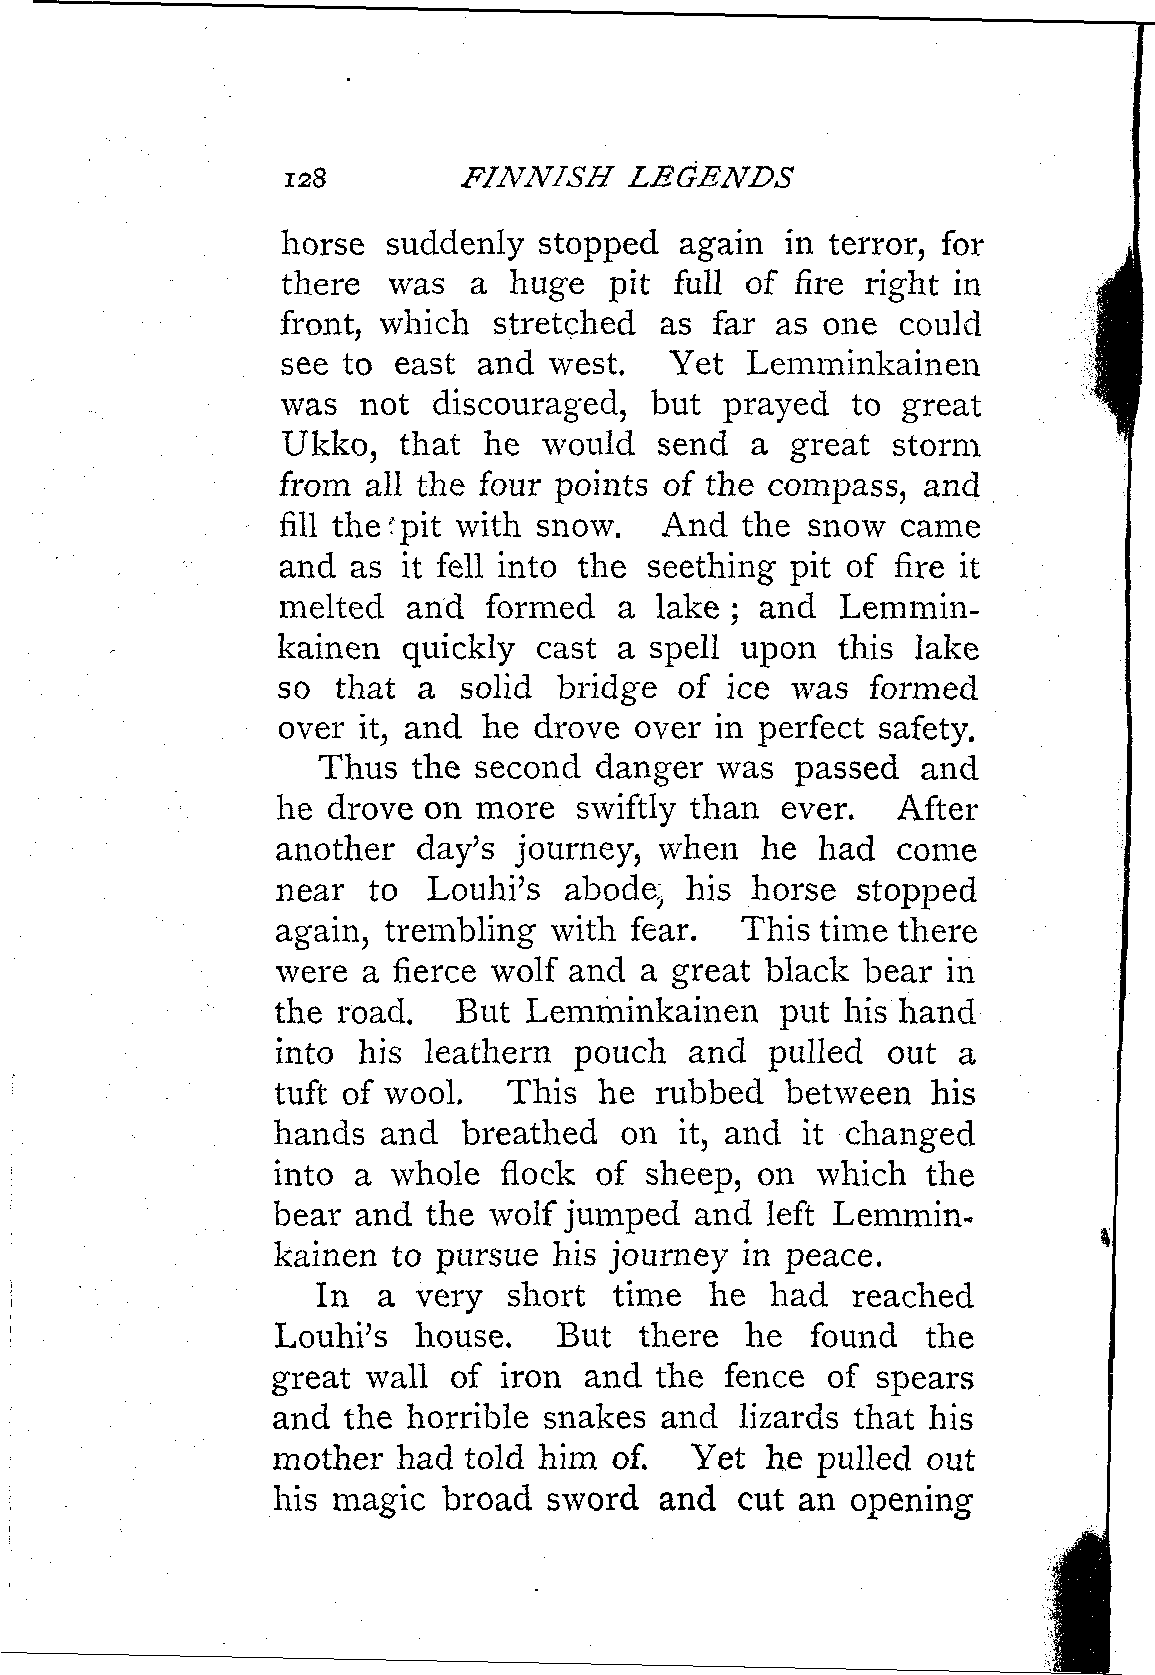 128 FINNISH LEGENDS
horse suddenly stopped again in terror, for
there was a huge pit full of fire right in
front, which stretched as far as one could
see to east and west. Yet Lemminkainen
was not discouraged, but prayed to great
Ukko, that he would send a great storm
from all the four points of the compass, and
fill the pit with snow. And the snow came
and as it fell into the seething pit of fire it
melted and formed a lake ; and Lemmin-
kainen quickly cast a spell upon this lake
so that a solid bridge of ice was formed
over it, and he drove over in perfect safety.
Thus the second danger was passed and
he drove on more swiftly than ever. After
another day's journey, when he had come
near to Louhi's abode, his horse stopped
again, trembling with fear. This time there
were a fierce wolf and a great black bear in
the road. But Lemminkainen put his hand
into his leathern pouch and pulled out a
tuft of wool. This he rubbed between his
hands and breathed on it, and it changed
into a whole flock of sheep, on which the
bear and the wolf jumped and left Lemmin-
kainen to pursue his journey in peace.
In a very short time he had reached
Louhi's house. But there he found the
great wall of iron and the fence of spears
and the horrible snakes and lizards that his
mother had told him of. Yet he pulled out
his magic broad sword and cut an opening